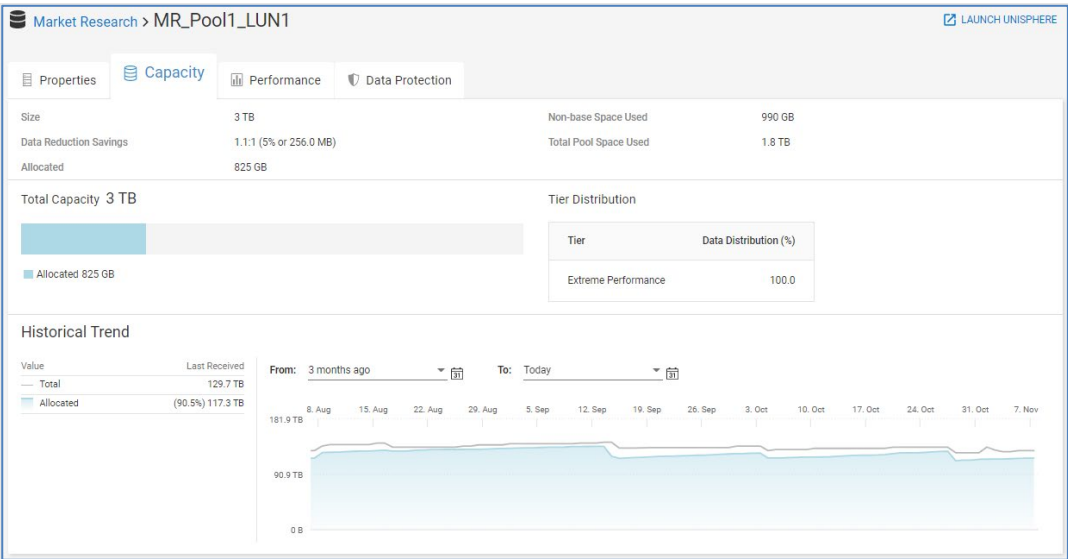 Market Research > MR_Pool1_LUN1
LAUNCH UNISPHERE
Properties
Capacity
Performance
Data Protection
Size 3 TB
Non-base Space Used 990 GB
Data Reduction Savings 1.1:1 (5% or 256.0 MB)
Total Pool Space Used 1.8 TB
Allocated 825 GB
Total Capacity 3 TB
Allocated 825 GB
Tier Distribution
Tier Data Distribution (%)
Extreme Performance 100.0
Historical Trend
Value Last Received
Total 129.7 TB
Allocated (90.5%) 117.3 TB
From: 3 months ago 31 To: Today 31
8. Aug 15. Aug 22. Aug 29. Aug 5. Sep 12. Sep 19. Sep 26. Sep 3. Oct 10. Oct 17. Oct 24. Oct 31. Oct 7. Nov
181.9 TB
90.9 TB
0 B